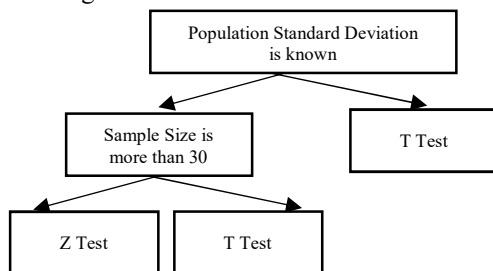 Population Standard Deviation
is known
Sample Size is
more than 30
T Test
Z Test
T Test